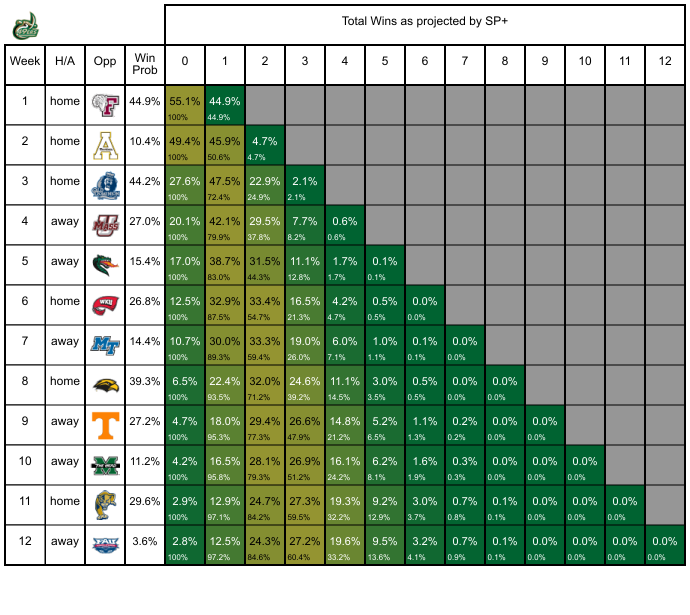 Total Wins as projected by SP+
Week H/A Opp Win Prob 0 1 2 3 4 5 6 7 8 9 10 11 12
1 home F 44.9% 55.1% 44.9%
100% 44.9%
2 home A 10.4% 49.4% 45.9% 4.7%
100% 50.6% 4.7%
3 home 44.2% 27.6% 47.5% 22.9% 2.1%
100% 72.4% 24.9% 2.1%
4 away UMass 27.0% 20.1% 42.1% 29.5% 7.7% 0.6%
100% 79.9% 37.8% 8.2% 0.6%
5 away 15.4% 17.0% 38.7% 31.5% 11.1% 1.7% 0.1%
100% 83.0% 44.3% 12.8% 1.7% 0.1%
6 home WKU 26.8% 12.5% 32.9% 33.4% 16.5% 4.2% 0.5% 0.0%
100% 87.5% 54.7% 21.3% 4.7% 0.5% 0.0%
7 away MT 14.4% 10.7% 30.0% 33.3% 19.0% 6.0% 1.0% 0.1% 0.0%
100% 89.3% 59.4% 26.0% 7.1% 1.1% 0.1% 0.0%
8 home 39.3% 6.5% 22.4% 32.0% 24.6% 11.1% 3.0% 0.5% 0.0% 0.0%
100% 93.5% 71.2% 39.2% 14.5% 3.5% 0.5% 0.0% 0.0%
9 away T 27.2% 4.7% 18.0% 29.4% 26.6% 14.8% 5.2% 1.1% 0.2% 0.0% 0.0%
100% 95.3% 77.3% 47.9% 21.2% 6.5% 1.3% 0.2% 0.0% 0.0%
10 away M 11.2% 4.2% 16.5% 28.1% 26.9% 16.1% 6.2% 1.6% 0.3% 0.0% 0.0% 0.0%
100% 95.8% 79.3% 51.2% 24.2% 8.1% 1.9% 0.3% 0.0% 0.0% 0.0%
11 home 29.6% 2.9% 12.9% 24.7% 27.3% 19.3% 9.2% 3.0% 0.7% 0.1% 0.0% 0.0% 0.0%
100% 97.1% 84.2% 59.5% 32.2% 12.9% 3.7% 0.8% 0.1% 0.0% 0.0% 0.0%
12 away FAU 3.6% 2.8% 12.5% 24.3% 27.2% 19.6% 9.5% 3.2% 0.7% 0.1% 0.0% 0.0% 0.0% 0.0%
100% 97.2% 84.6% 60.4% 33.2% 13.6% 4.1% 0.9% 0.1% 0.0% 0.0% 0.0% 0.0%